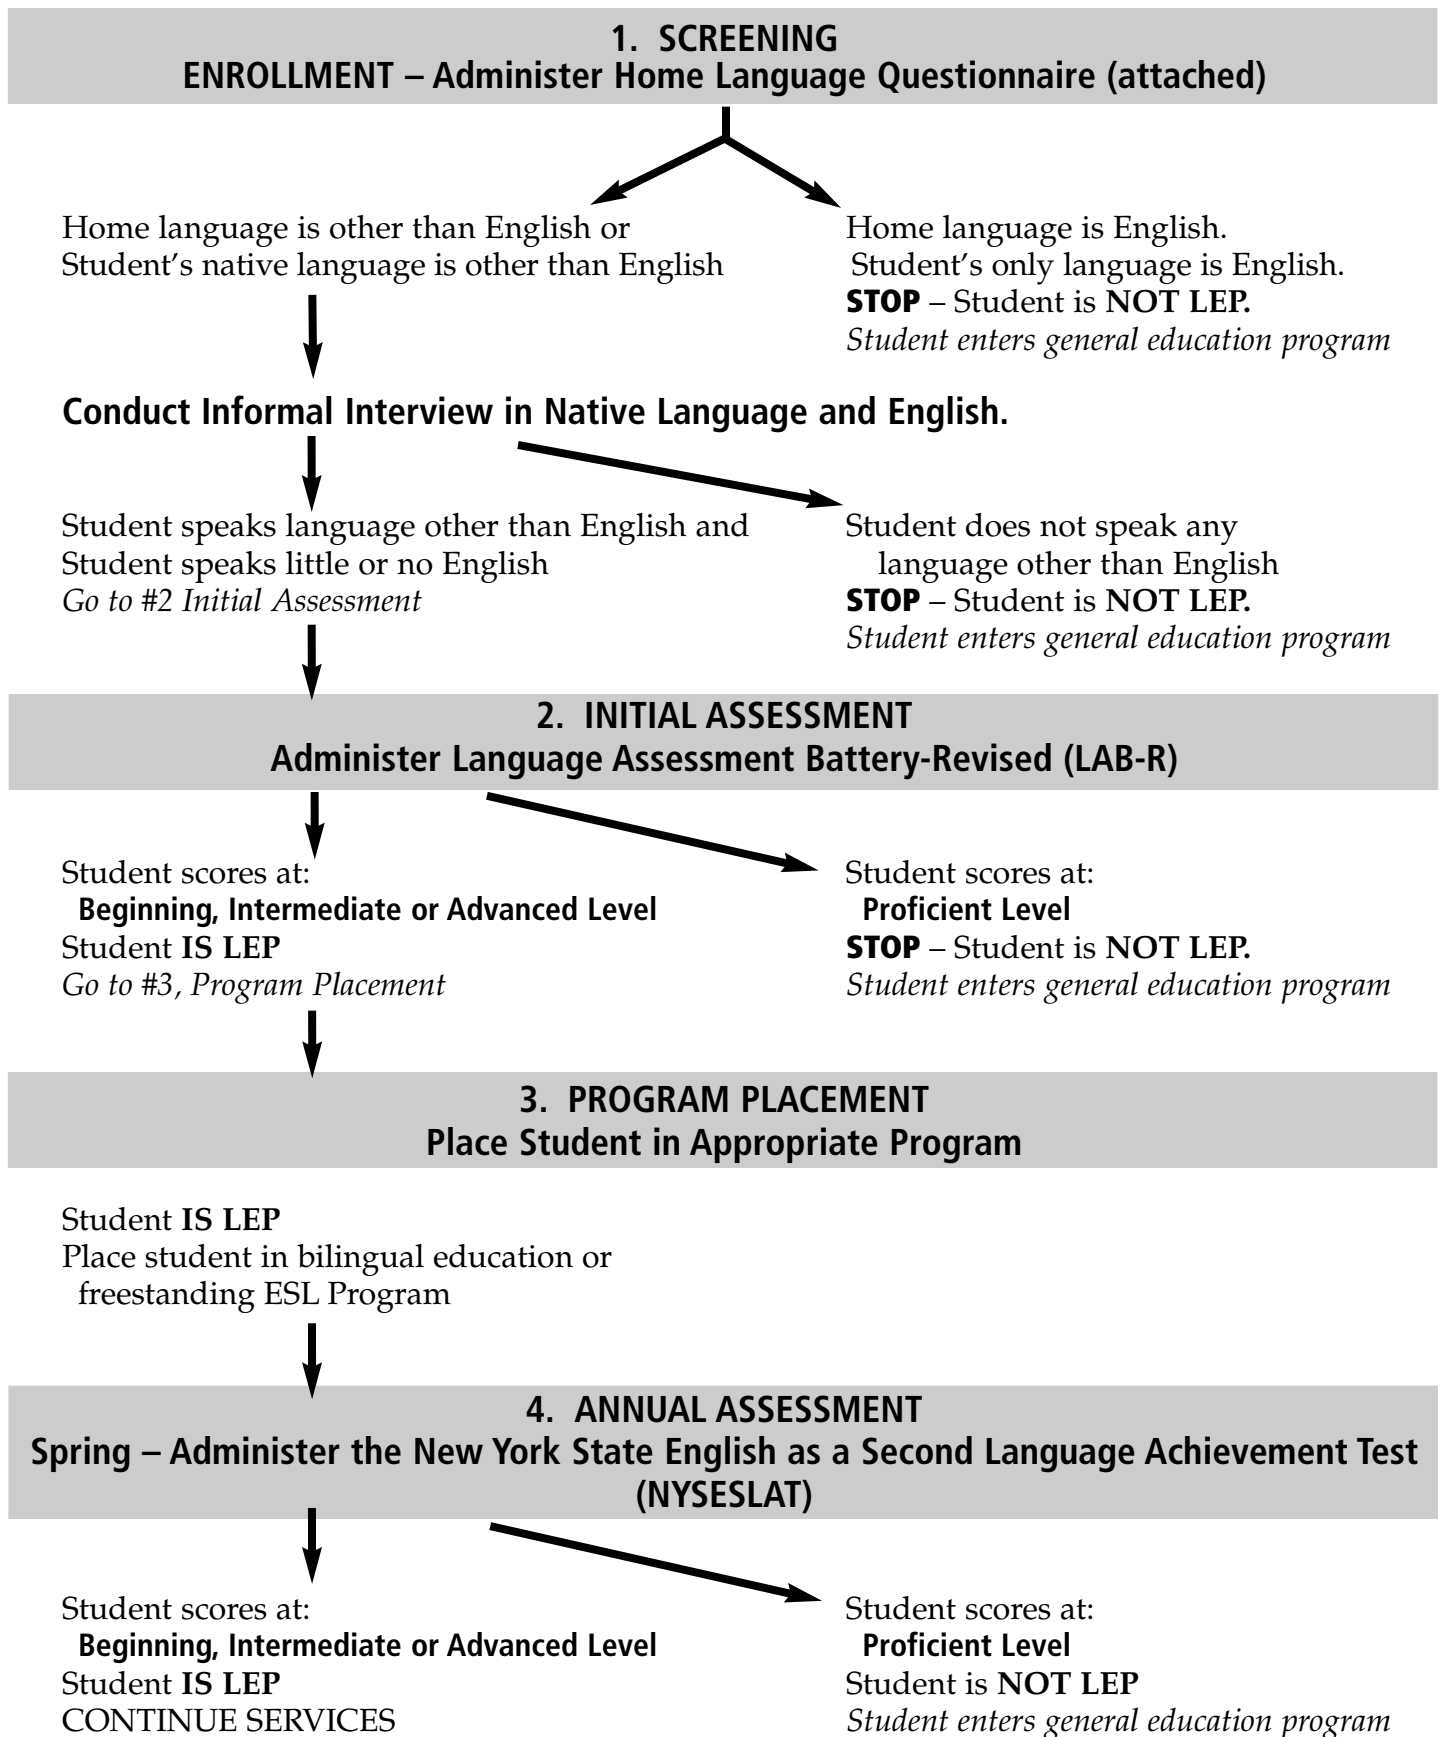 1. SCREENING
ENROLLMENT – Administer Home Language Questionnaire (attached)
Home language is other than English or
Student’s native language is other than English
Home language is English.
Student’s only language is English.
STOP – Student is NOT LEP.
Student enters general education program
Conduct Informal Interview in Native Language and English.
Student speaks language other than English and
Student speaks little or no English
Go to #2 Initial Assessment
Student does not speak any
language other than English
STOP – Student is NOT LEP.
Student enters general education program
2. INITIAL ASSESSMENT
Administer Language Assessment Battery-Revised (LAB-R)
Student scores at:
Beginning, Intermediate or Advanced Level
Student IS LEP
Go to #3, Program Placement
Student scores at:
Proficient Level
STOP – Student is NOT LEP.
Student enters general education program
3. PROGRAM PLACEMENT
Place Student in Appropriate Program
Student IS LEP
Place student in bilingual education or
freestanding ESL Program
4. ANNUAL ASSESSMENT
Spring – Administer the New York State English as a Second Language Achievement Test
(NYSESLAT)
Student scores at:
Beginning, Intermediate or Advanced Level
Student IS LEP
CONTINUE SERVICES
Student scores at:
Proficient Level
Student is NOT LEP
Student enters general education program